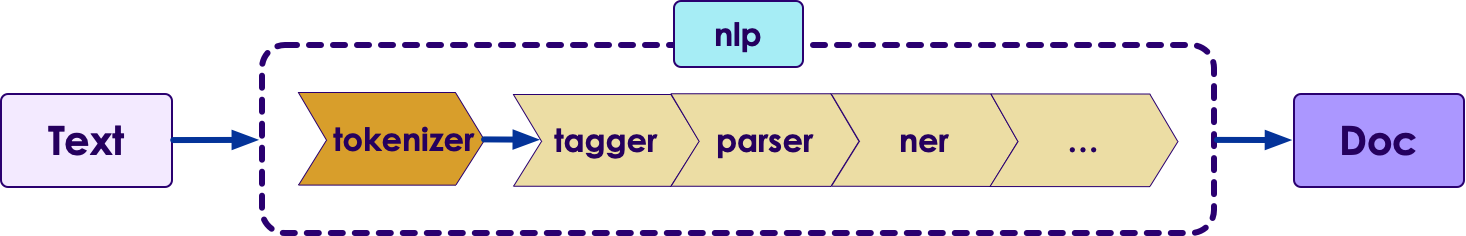 nlp
Text
tokenizer
tagger
parser
ner
...
Doc